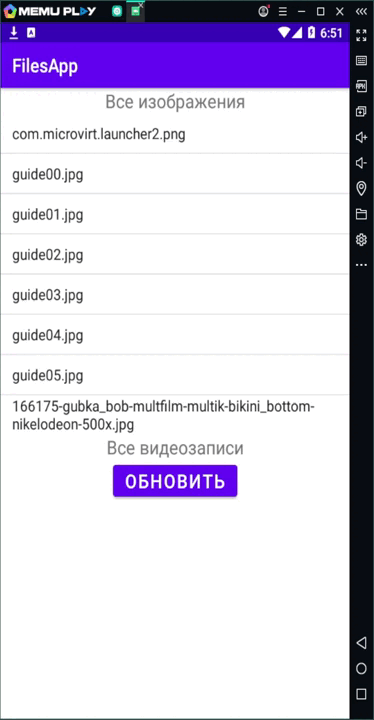 MEMU PLAY
6:51
FilesApp
Все изображения
com.microvirt.launcher2.png
guide00.jpg
guide01.jpg
guide02.jpg
guide03.jpg
guide04.jpg
guide05.jpg
166175-gubka_bob-multfilm-multik-bikini_bottom-
nikelodeon-500x.jpg
Все видеозаписи
ОБНОВИТЬ